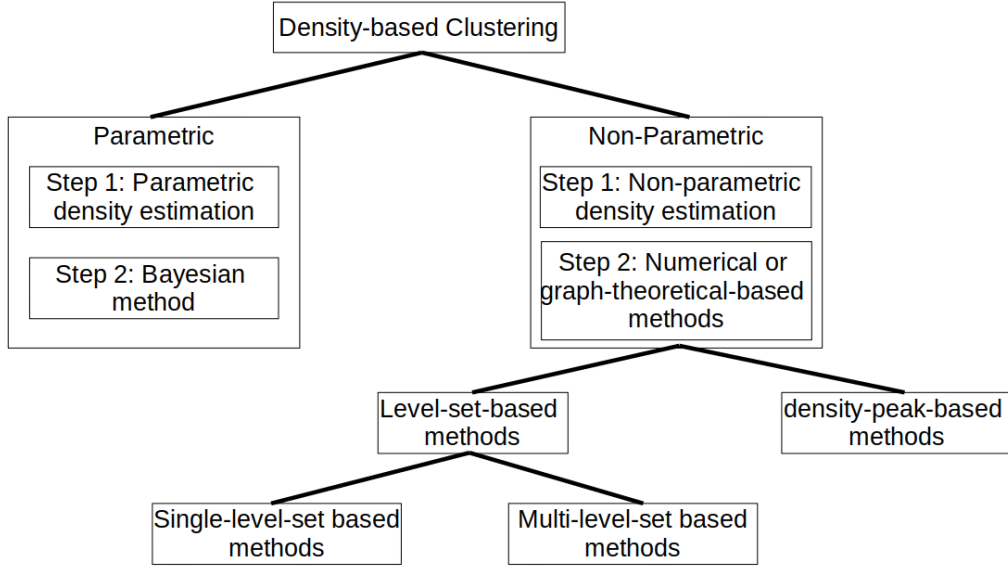 Density-based Clustering
Parametric
Step 1: Parametric
density estimation
Step 2: Bayesian
method
Non-Parametric
Step 1: Non-parametric
density estimation
Step 2: Numerical or
graph-theoretical-based
methods
Level-set-based
methods
density-peak-based
methods
Single-level-set based
methods
Multi-level-set based
methods